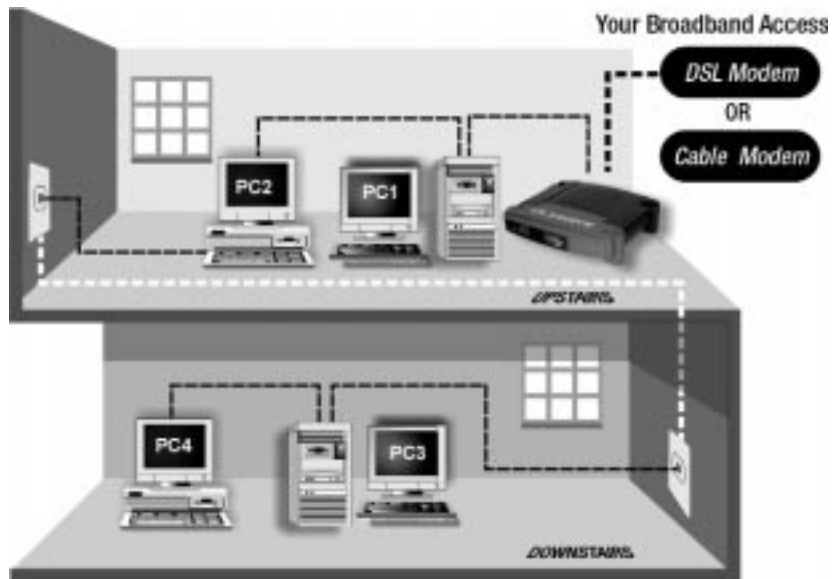 Your Broadband Access
DSL Modem
OR
Cable Modem
PC2
PC1
UPSTAIRS
PC4
PC3
DOWNSTAIRS